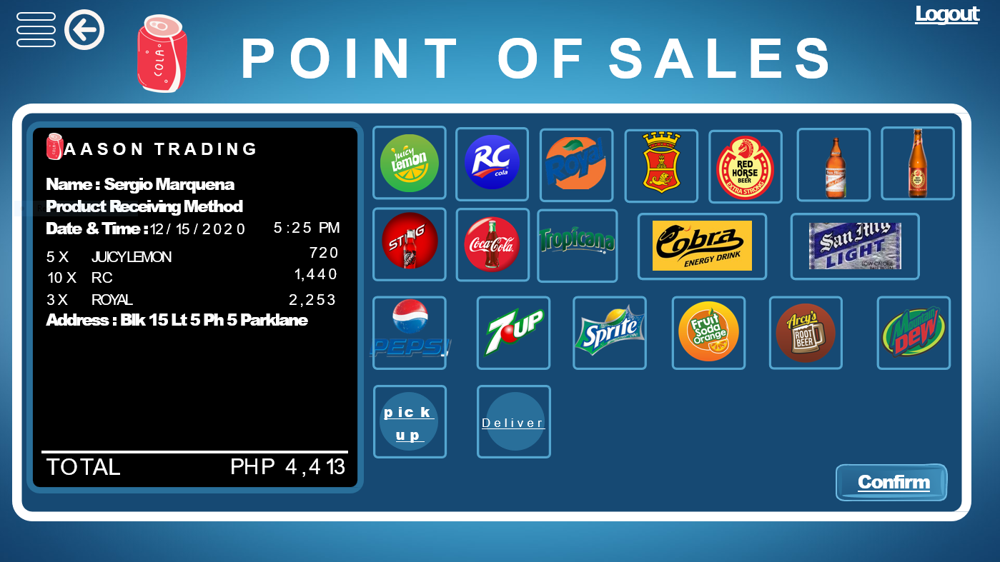 Logout
COLA
POINT OF SALES
AASON TRADING
Name : Sergio Marquena
Product Receiving Method
Date & Time : 12/ 15 / 2020 5:25 PM
5 X JUICYLEMON 720
10 X RC 1,440
3 X ROYAL 2,253
Address : Blk 15 Lt 5 Ph 5 Parklane
TOTAL PHP 4,413
Juicy Lemon
RC cola
Royal
RED HORSE BEER EXTRA STRONG
STING
Coca-Cola
Tropicana
Cobra ENERGY DRINK
San Mig LIGHT
PEPSI
7UP
Sprite
Fruit Soda Orange
Arcy's ROOT BEER
Mountain DEW
pick up
Deliver
Confirm